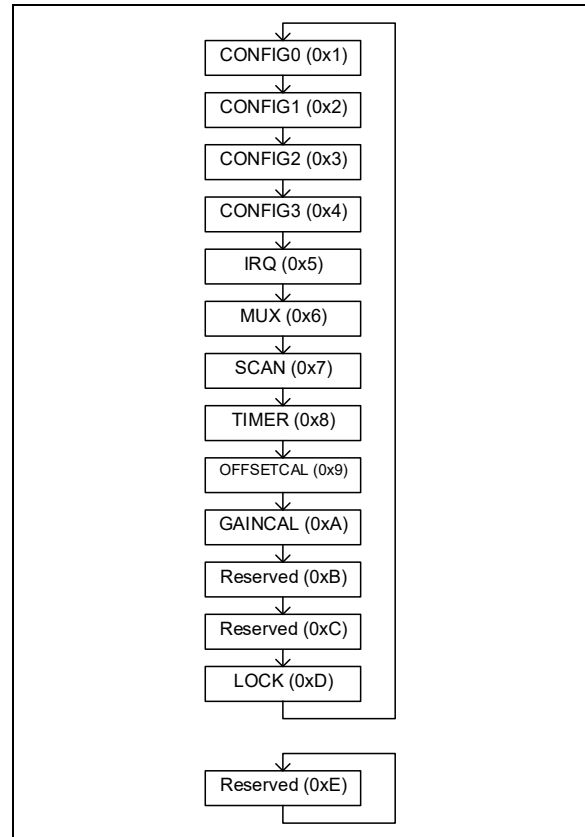 CONFIG0 (0x1)
CONFIG1 (0x2)
CONFIG2 (0x3)
CONFIG3 (0x4)
IRQ (0x5)
MUX (0x6)
SCAN (0x7)
TIMER (0x8)
OFFSETCAL (0x9)
GAINCAL (0xA)
Reserved (0xB)
Reserved (0xC)
LOCK (0xD)
Reserved (0xE)